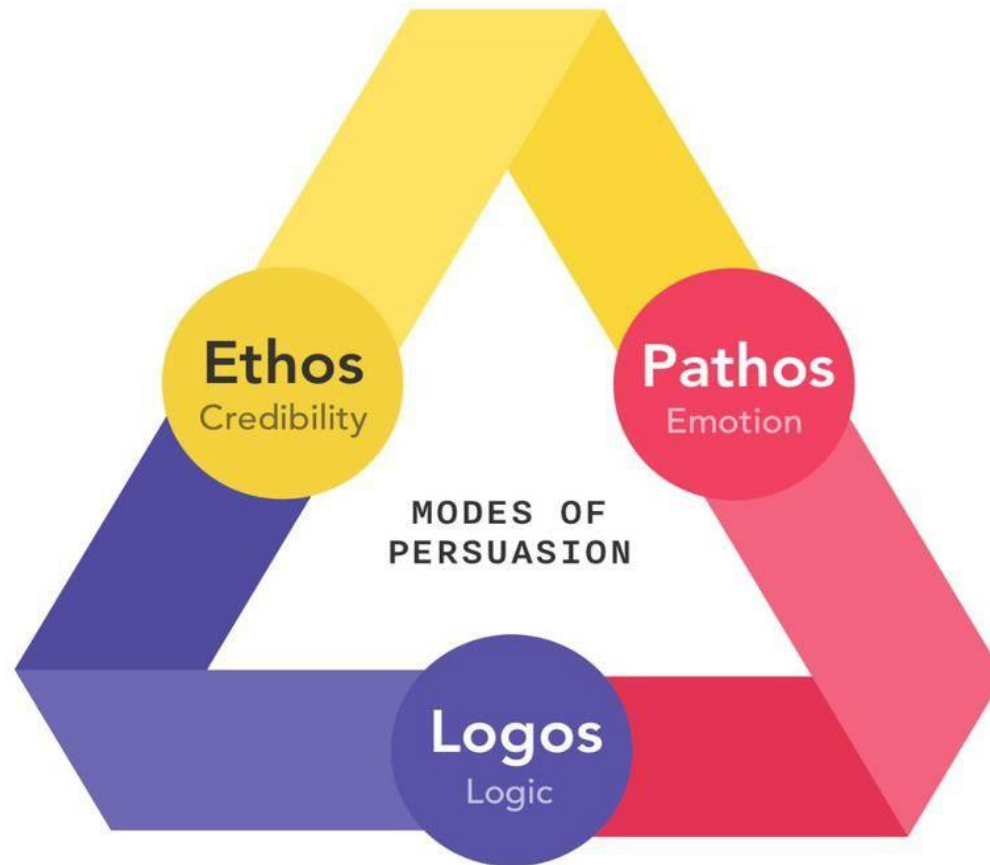 Ethos
Credibility
Pathos
Emotion
MODES OF
PERSUASION
Logos
Logic